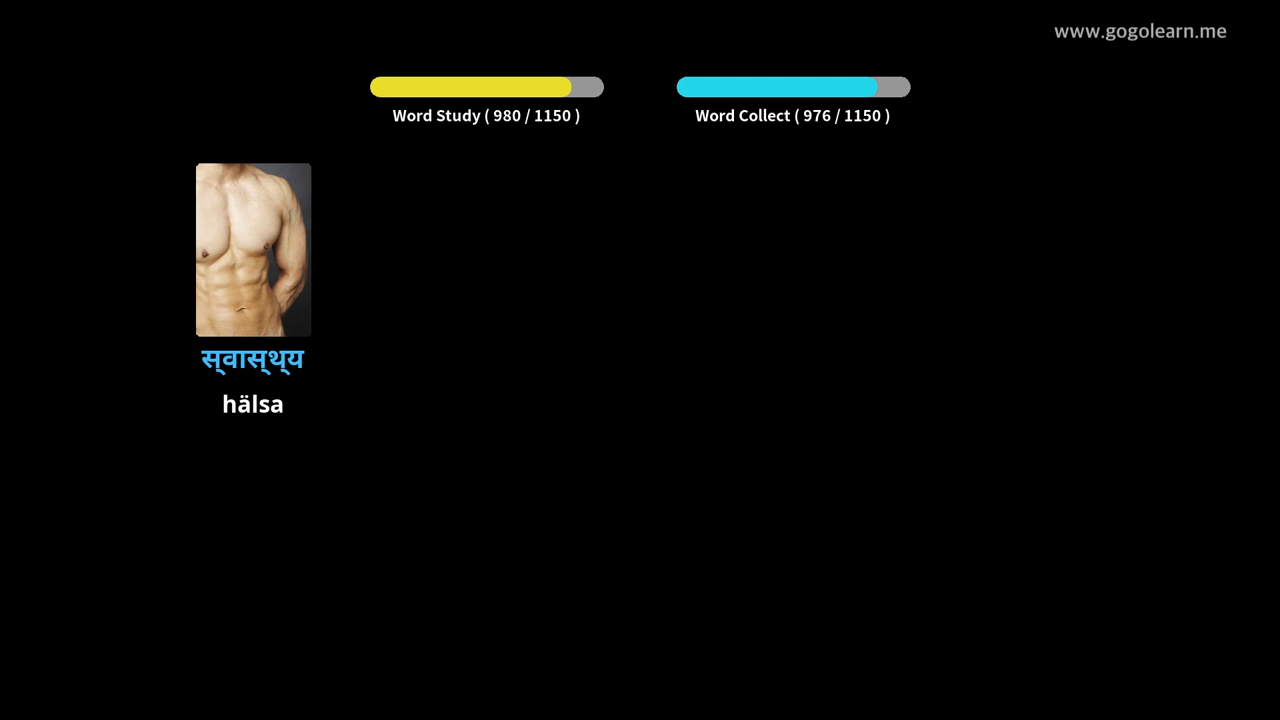 www.gogolearn.me
Word Study ( 980 / 1150 )
Word Collect ( 976 / 1150 )
स्वास्थ्य
hälsa